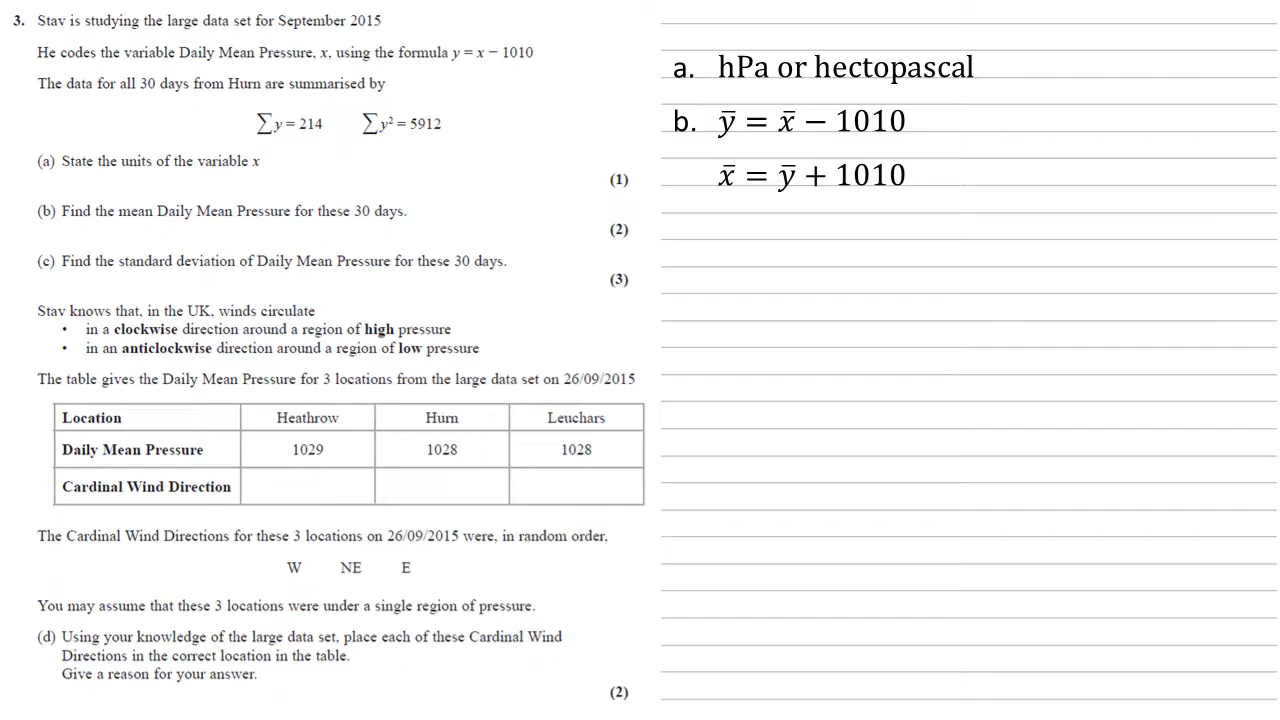 3. Stav is studying the large data set for September 2015
He codes the variable Daily Mean Pressure, x, using the formula y = x − 1010
The data for all 30 days from Hurn are summarised by
∑y = 214 ∑y² = 5912
(a) State the units of the variable x
(1)
(b) Find the mean Daily Mean Pressure for these 30 days.
(2)
(c) Find the standard deviation of Daily Mean Pressure for these 30 days.
(3)
Stav knows that, in the UK, winds circulate
• in a clockwise direction around a region of high pressure
• in an anticlockwise direction around a region of low pressure
The table gives the Daily Mean Pressure for 3 locations from the large data set on 26/09/2015
Location Heathrow Hurn Leuchars
Daily Mean Pressure 1029 1028 1028
Cardinal Wind Direction
The Cardinal Wind Directions for these 3 locations on 26/09/2015 were, in random order,
W NE E
You may assume that these 3 locations were under a single region of pressure.
(d) Using your knowledge of the large data set, place each of these Cardinal Wind
Directions in the correct location in the table.
Give a reason for your answer.
(2)
a. hPa or hectopascal
b. ȳ = x̄ − 1010
x̄ = ȳ + 1010